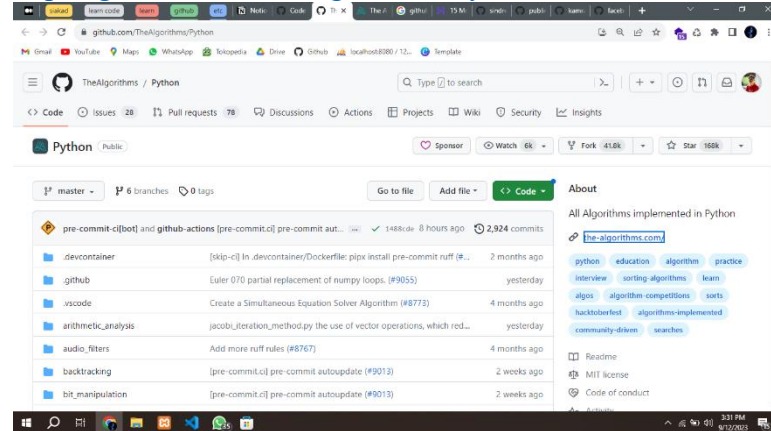 siakad learn code learn github etc Notic Code Th The A githu 15 M sindre public kamr faceb
github.com/TheAlgorithms/Python
Gmail YouTube Maps WhatsApp Tokopedia Drive Github localhost:8080 / 12... Template
TheAlgorithms / Python
Type / to search
Code Issues 28 Pull requests 78 Discussions Actions Projects Wiki Security Insights
Python Public Sponsor Watch 6k Fork 41.8k Star 168k
master 6 branches 0 tags Go to file Add file Code
pre-commit-ci[bot] and github-actions [pre-commit.ci] pre-commit aut... 1488cde 8 hours ago 2,924 commits
.devcontainer [skip-ci] In .devcontainer/Dockerfile: pipx install pre-commit ruff (#... 2 months ago
.github Euler 070 partial replacement of numpy loops. (#9055) yesterday
.vscode Create a Simultaneous Equation Solver Algorithm (#8773) 4 months ago
arithmetic_analysis jacobi_iteration_method.py the use of vector operations, which red... yesterday
audio_filters Add more ruff rules (#8767) 4 months ago
backtracking [pre-commit.ci] pre-commit autoupdate (#9013) 2 weeks ago
bit_manipulation [pre-commit.ci] pre-commit autoupdate (#9013) 2 weeks ago
About
All Algorithms implemented in Python
the-algorithms.com/
python education algorithm practice
interview sorting-algorithms learn
algos algorithm-competitions sorts
hacktoberfest algorithms-implemented
community-driven searches
Readme
MIT license
Code of conduct
3:31 PM
9/12/2023